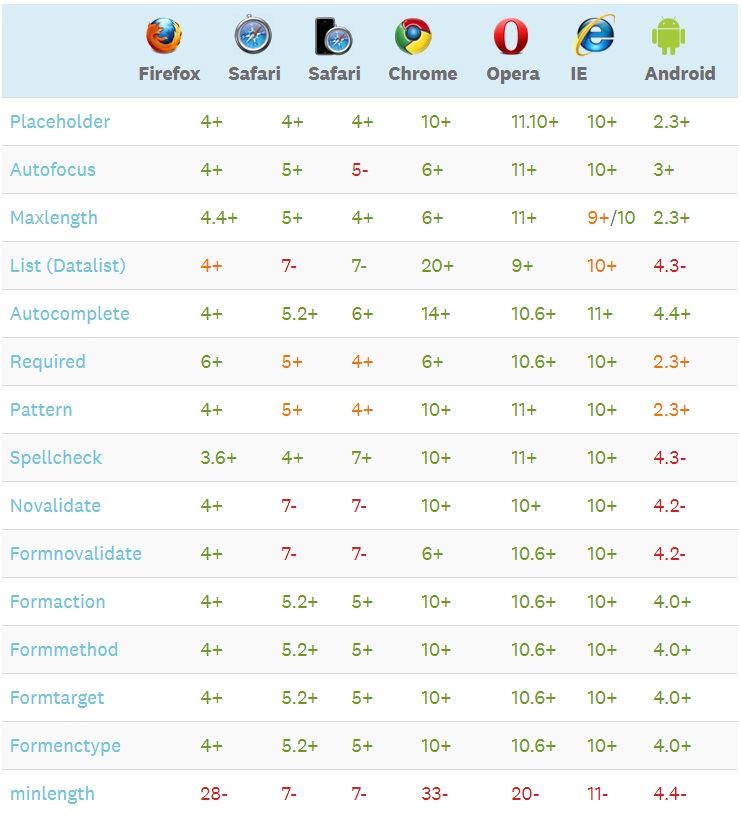 Firefox Safari Safari Chrome Opera IE Android
Placeholder 4+ 4+ 4+ 10+ 11.10+ 10+ 2.3+
Autofocus 4+ 5+ 5- 6+ 11+ 10+ 3+
Maxlength 4.4+ 5+ 4+ 6+ 11+ 9+/10 2.3+
List (Datalist) 4+ 7- 7- 20+ 9+ 10+ 4.3-
Autocomplete 4+ 5.2+ 6+ 14+ 10.6+ 11+ 4.4+
Required 6+ 5+ 4+ 6+ 10.6+ 10+ 2.3+
Pattern 4+ 5+ 4+ 10+ 11+ 10+ 2.3+
Spellcheck 3.6+ 4+ 7+ 10+ 11+ 10+ 4.3-
Novalidate 4+ 7- 7- 10+ 10+ 10+ 4.2-
Formnovalidate 4+ 7- 7- 6+ 10.6+ 10+ 4.2-
Formaction 4+ 5.2+ 5+ 10+ 10.6+ 10+ 4.0+
Formmethod 4+ 5.2+ 5+ 10+ 10.6+ 10+ 4.0+
Formtarget 4+ 5.2+ 5+ 10+ 10.6+ 10+ 4.0+
Formenctype 4+ 5.2+ 5+ 10+ 10.6+ 10+ 4.0+
minlength 28- 7- 7- 33- 20- 11- 4.4-